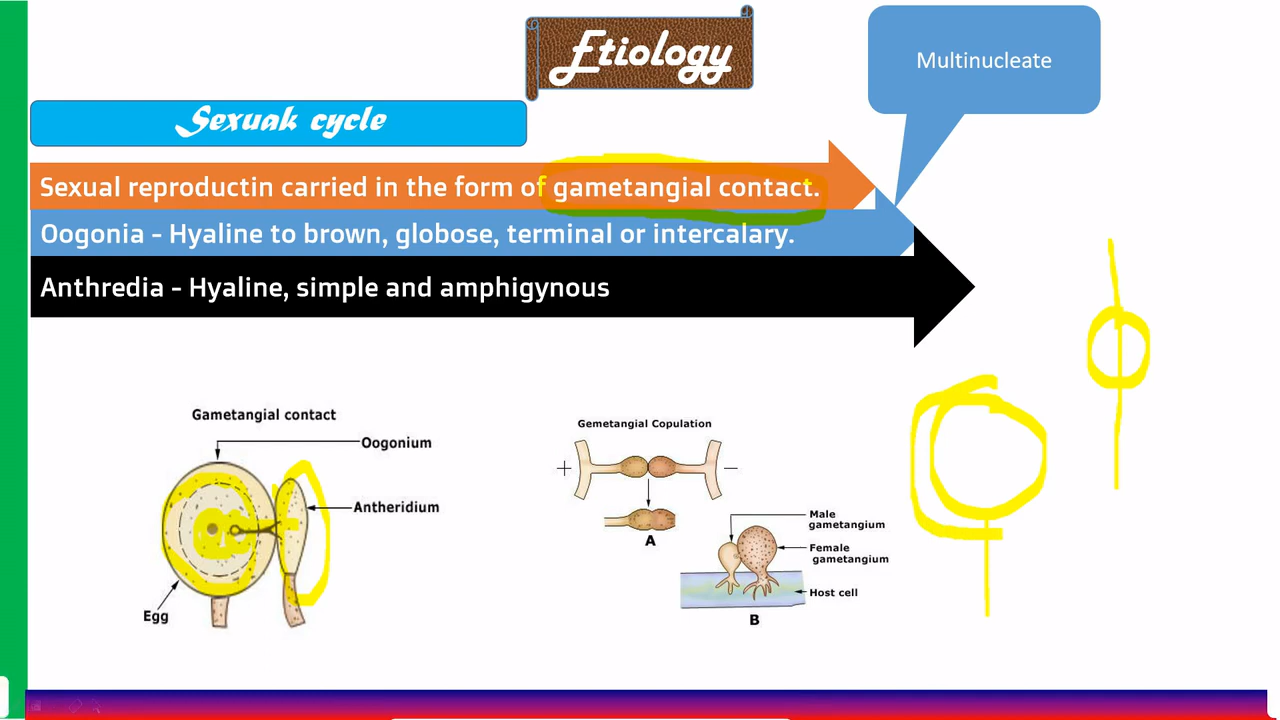 Etiology
Multinucleate
Sexuak cycle
Sexual reproductin carried in the form of gametangial contact.
Oogonia - Hyaline to brown, globose, terminal or intercalary.
Anthredia - Hyaline, simple and amphigynous
Gametangial contact
Oogonium
Antheridium
Egg
Gemetangial Copulation
+
−
A
Male
gametangium
Female
gametangium
Host cell
B